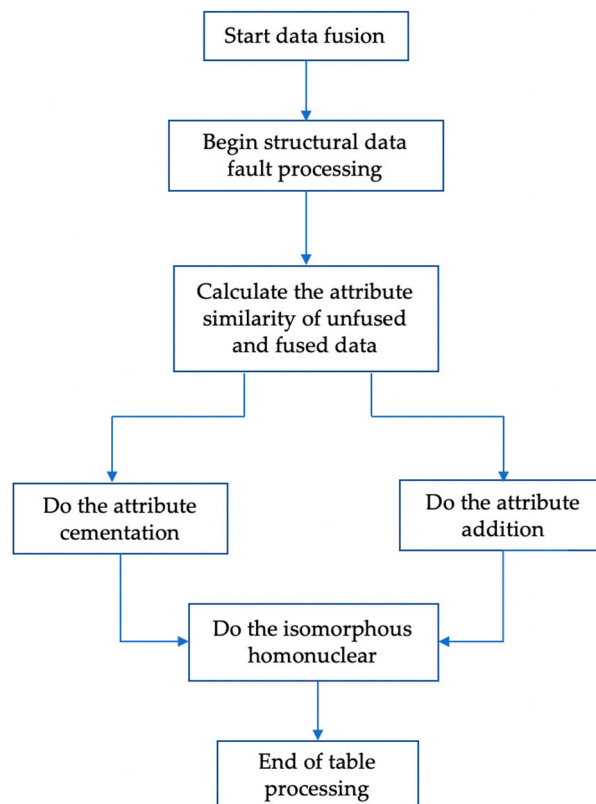 Start data fusion
Begin structural data
fault processing
Calculate the attribute
similarity of unfused
and fused data
Do the attribute
cementation
Do the attribute
addition
Do the isomorphous
homonuclear
End of table
processing